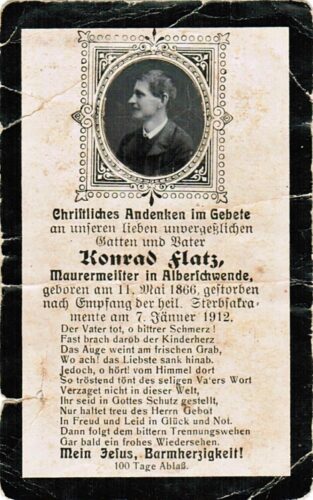 Christliches Andenken im Gebete
an unseren lieben unvergeßlichen
Gatten und Vater
Konrad Flatz,
Maurermeister in Alberschwende,
geboren am 11. Mai 1866, gestorben
nach Empfang der heil. Sterbsakra-
mente am 7. Jänner 1912.
Der Vater tot, o bittrer Schmerz !
Fast brach darob der Kinderherz
Das Auge weint am frischen Grab,
Wo ach! das Liebste sank hinab.
Jedoch, o hört! vom Himmel dort
So tröstend tönt des seligen Va'ers Wort
Verzaget nicht in dieser Welt,
Ihr seid in Gottes Schutz gestellt,
Nur haltet treu des Herrn Gebot
In Freud und Leid in Glück und Not.
Dann folgt dem bittern Trennungswehen
Gar bald ein frohes Wiedersehen.
Mein Jesus, Barmherzigkeit!
100 Tage Ablaß.